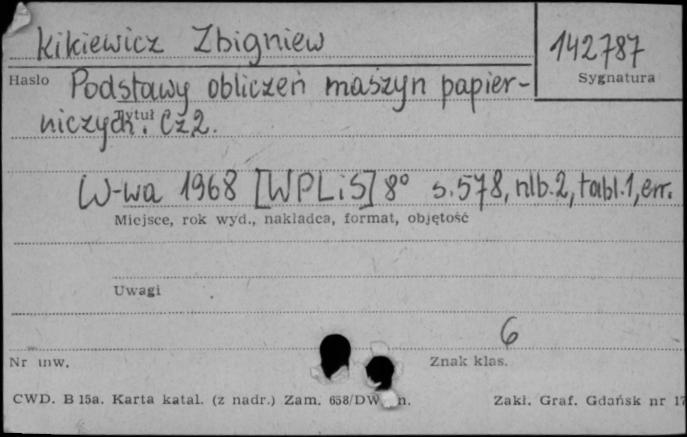 Kikiewicz Zbigniew
142787
Hasło
Sygnatura
Podstawy obliczeń maszyn papier-
Tytuł
niczych. Cz.2.
W-wa 1968 [WPLiS] 8° s.578, nlb.2, tabl.1, err.
Miejsce, rok wyd., nakładca, format, objętość
Uwagi
6
Nr inw.
Znak klas.
CWD. B 15a. Karta katal. (z nadr.) Zam. 658/DW n.
Zakł. Graf. Gdańsk nr 17